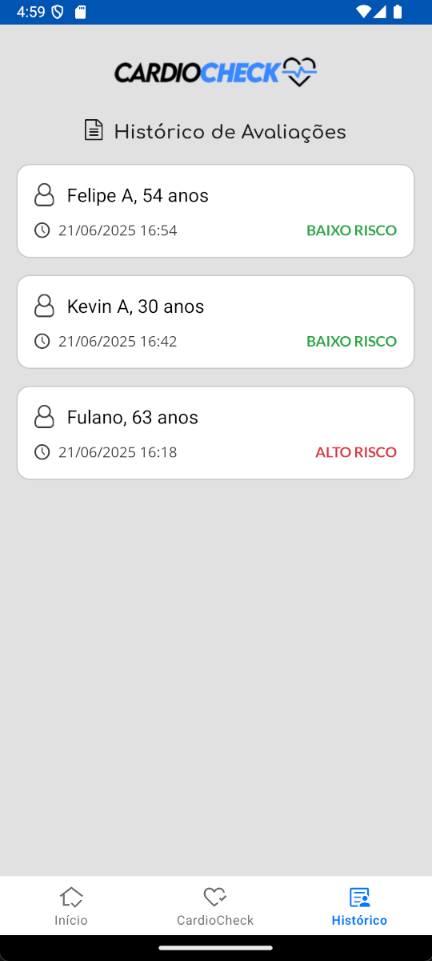 4:59
CARDIOCHECK
Histórico de Avaliações
Felipe A, 54 anos
21/06/2025 16:54 BAIXO RISCO
Kevin A, 30 anos
21/06/2025 16:42 BAIXO RISCO
Fulano, 63 anos
21/06/2025 16:18 ALTO RISCO
Início CardioCheck Histórico